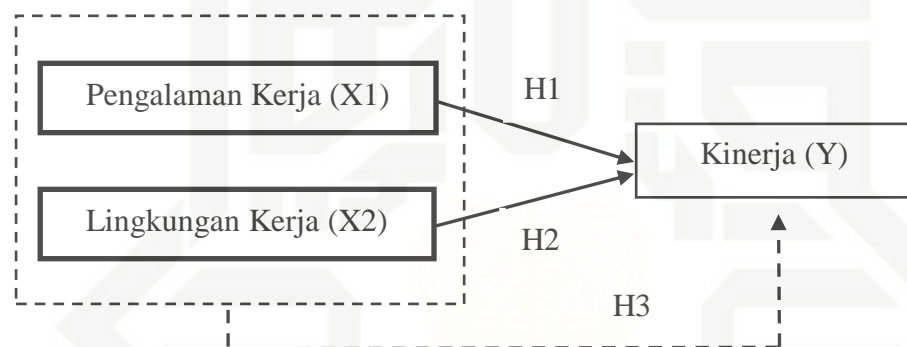 Pengalaman Kerja (X1)
H1
Kinerja (Y)
Lingkungan Kerja (X2)
H2
H3